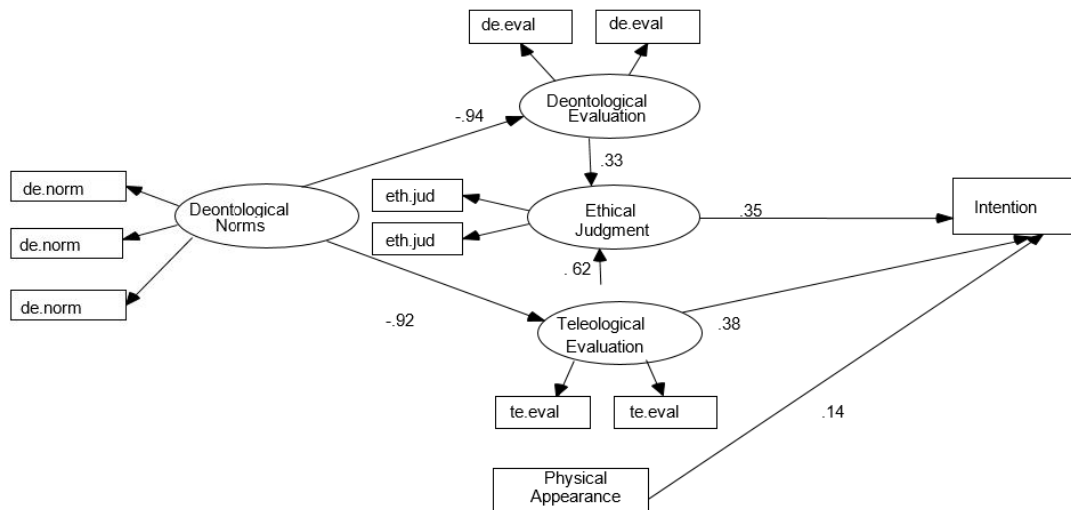 de.eval
de.eval
Deontological
Evaluation
-.94
.33
de.norm
de.norm
de.norm
Deontological
Norms
eth.jud
eth.jud
Ethical
Judgment
.35
Intention
. 62
-.92
Teleological
Evaluation
.38
te.eval
te.eval
.14
Physical
Appearance